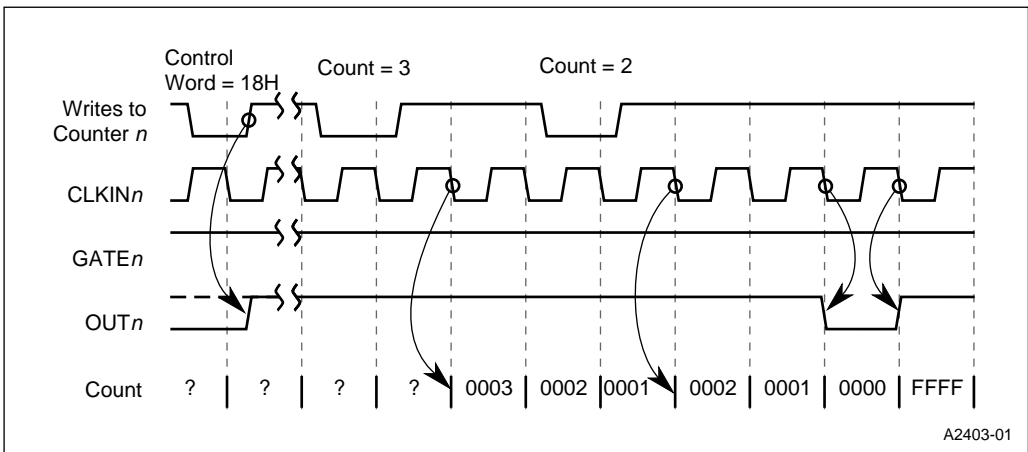 Control
Word = 18H
Count = 3
Count = 2
Writes to
Counter n
CLKINn
GATEn
OUTn
Count ? ? ? ? 0003 0002 0001 0002 0001 0000 FFFF
A2403-01